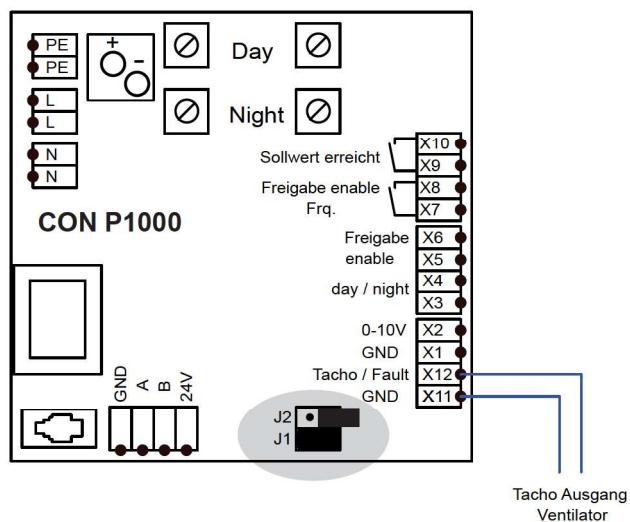 PE
PE
L
L
N
N
+
-
Day
Night
CON P1000
Sollwert erreicht
Freigabe enable
Frq.
Freigabe
enable
day / night
0-10V
GND
Tacho / Fault
GND
X10
X9
X8
X7
X6
X5
X4
X3
X2
X1
X12
X11
GND
A
B
24V
J2
J1
Tacho Ausgang
Ventilator